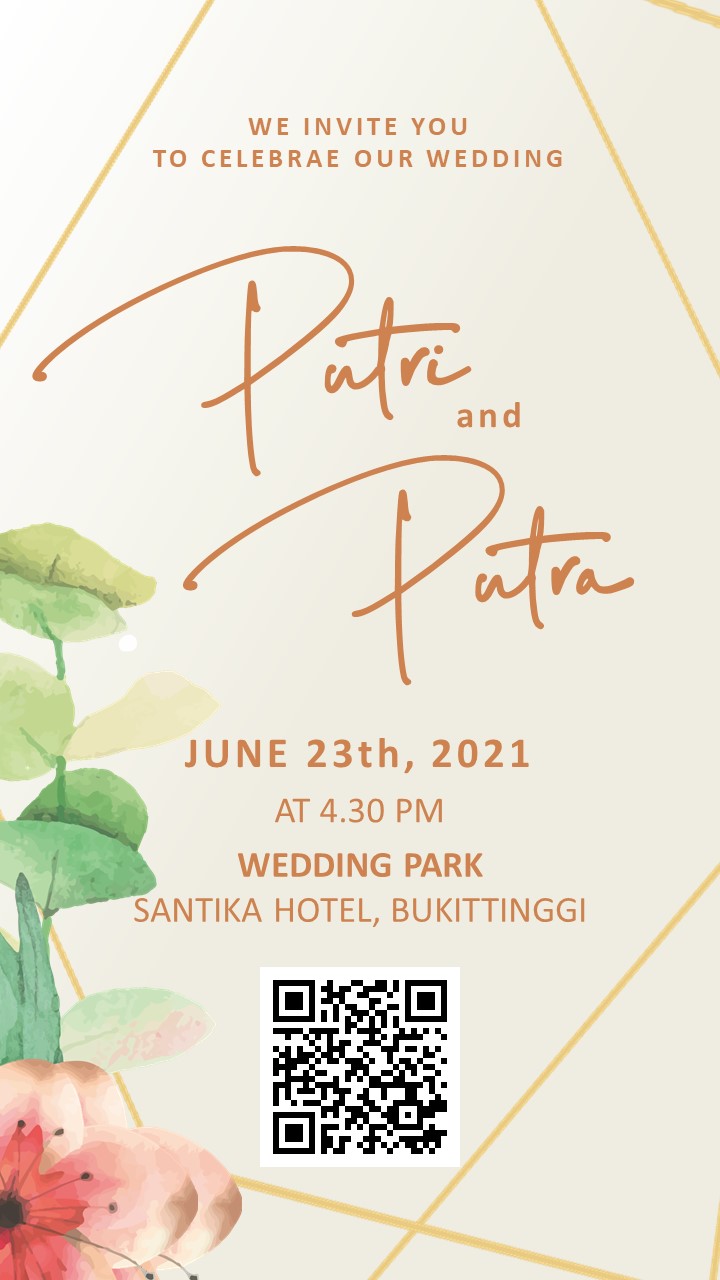 WE INVITE YOU
TO CELEBRAE OUR WEDDING
Putri
and
Putra
JUNE 23th, 2021
AT 4.30 PM
WEDDING PARK
SANTIKA HOTEL, BUKITTINGGI